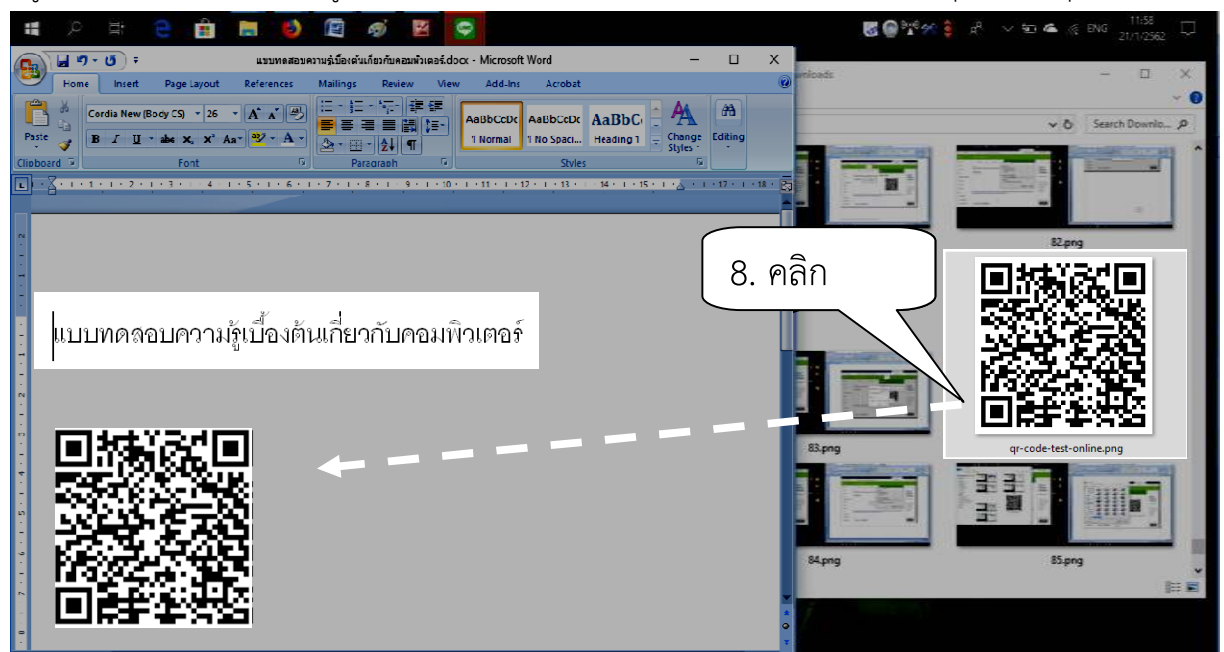 11:58
ENG
21/1/2562
แบบทดสอบความรู้เบื้องต้นเกี่ยวกับคอมพิวเตอร์.docx - Microsoft Word
Home Insert Page Layout References Mailings Review View Add-Ins Acrobat
Cordia New (Body CS) 26
Paste
B I U abc x, x² Aa A
AaBbCcDc AaBbCcDc AaBbC
1 Normal 1 No Spaci... Heading 1
Change Styles
Editing
Clipboard Font Paragraph Styles
Search Downlo...
82.png
8. คลิก
แบบทดสอบความรู้เบื้องต้นเกี่ยวกับคอมพิวเตอร์
83.png
qr-code-test-online.png
84.png
85.png